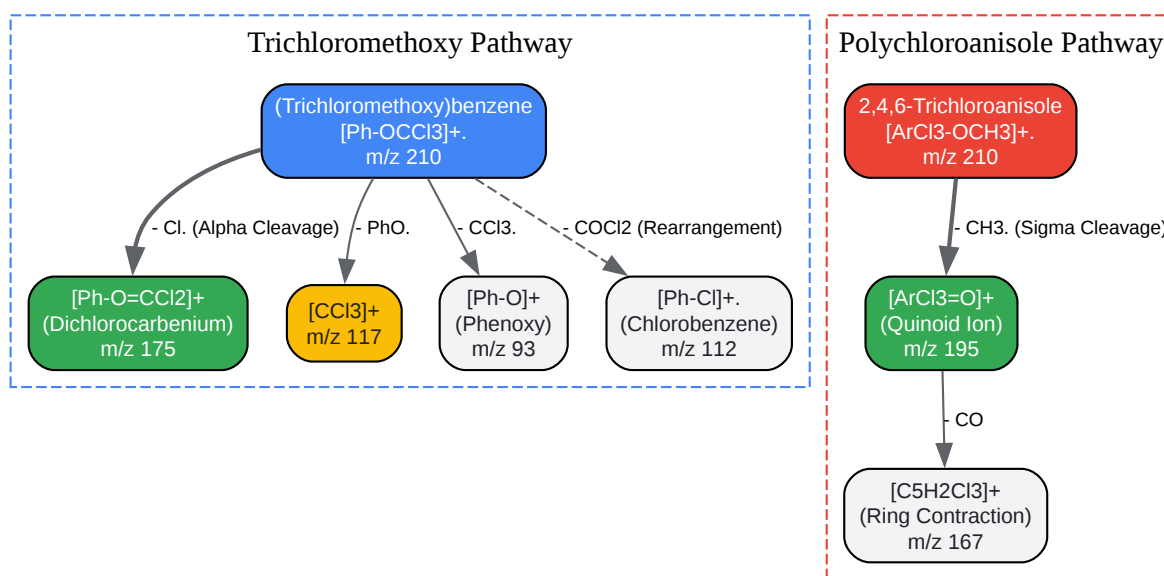 Trichloromethoxy Pathway
(Trichloromethoxy)benzene
[Ph-OCCl3]+.
m/z 210
- Cl. (Alpha Cleavage)
- PhO.
- CCl3.
- COCl2 (Rearrangement)
[Ph-O=CCl2]+
(Dichlorocarbenium)
m/z 175
[CCl3]+
m/z 117
[Ph-O]+
(Phenoxy)
m/z 93
[Ph-Cl]+.
(Chlorobenzene)
m/z 112
Polychloroanisole Pathway
2,4,6-Trichloroanisole
[ArCl3-OCH3]+.
m/z 210
- CH3. (Sigma Cleavage)
[ArCl3=O]+
(Quinoid Ion)
m/z 195
- CO
[C5H2Cl3]+
(Ring Contraction)
m/z 167